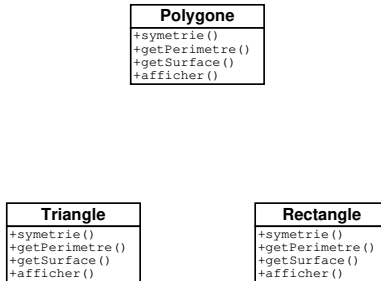 Polygone
+symetrie()
+getPerimetre()
+getSurface()
+afficher()
Triangle
+symetrie()
+getPerimetre()
+getSurface()
+afficher()
Rectangle
+symetrie()
+getPerimetre()
+getSurface()
+afficher()